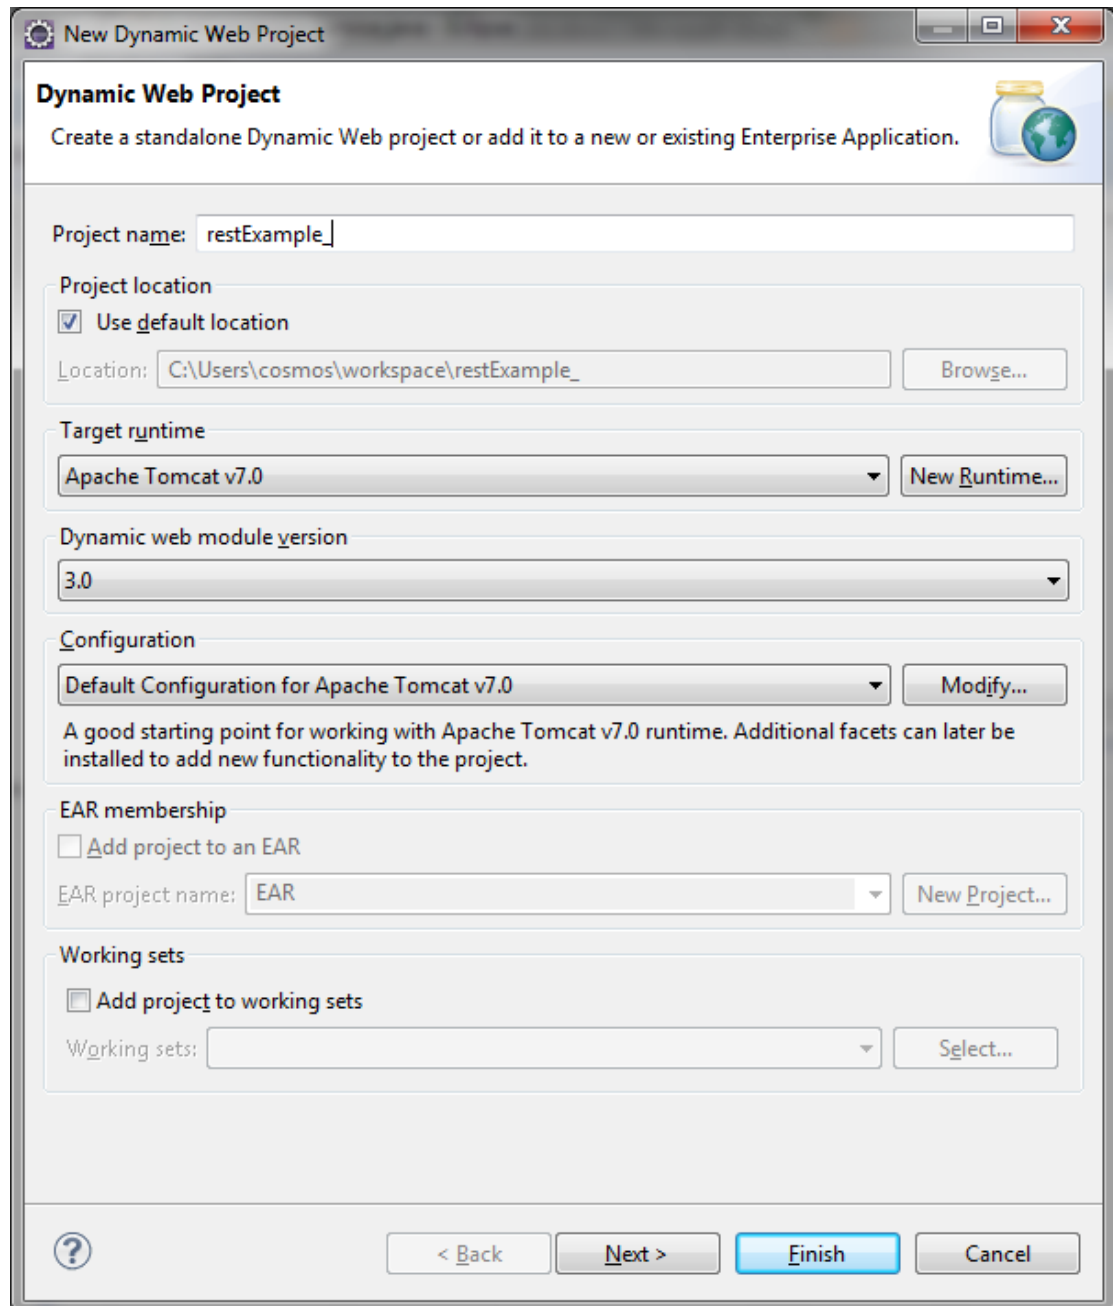 New Dynamic Web Project
Dynamic Web Project
Create a standalone Dynamic Web project or add it to a new or existing Enterprise Application.
Project name: restExample_
Project location
Use default location
Location: C:\Users\cosmos\workspace\restExample_ Browse...
Target runtime
Apache Tomcat v7.0 New Runtime...
Dynamic web module version
3.0
Configuration
Default Configuration for Apache Tomcat v7.0 Modify...
A good starting point for working with Apache Tomcat v7.0 runtime. Additional facets can later be
installed to add new functionality to the project.
EAR membership
Add project to an EAR
EAR project name: EAR New Project...
Working sets
Add project to working sets
Working sets: Select...
? < Back Next > Finish Cancel